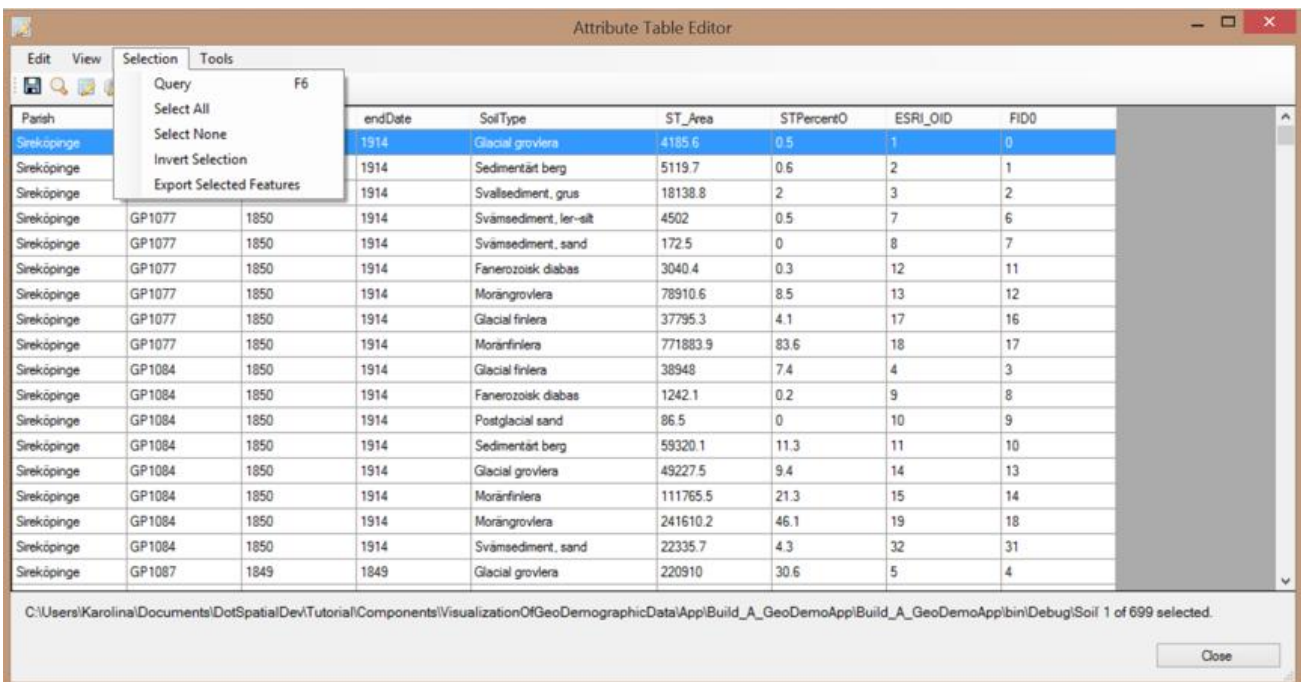 Attribute Table Editor
Edit View Selection Tools
Query F6
Select All
Select None
Invert Selection
Export Selected Features
Parish endDate SoilType ST_Area STPercentO ESRI_OID FID0
Sireköpinge 1914 Glacial grovlera 4185.6 0.5 1 0
Sireköpinge 1914 Sedimentärt berg 5119.7 0.6 2 1
Sireköpinge 1914 Svallsediment, grus 18138.8 2 3 2
Sireköpinge GP1077 1850 1914 Svämsediment, ler-silt 4502 0.5 7 6
Sireköpinge GP1077 1850 1914 Svämsediment, sand 172.5 0 8 7
Sireköpinge GP1077 1850 1914 Fanerozoisk diabas 3040.4 0.3 12 11
Sireköpinge GP1077 1850 1914 Morängrovlera 78910.6 8.5 13 12
Sireköpinge GP1077 1850 1914 Glacial finlera 37795.3 4.1 17 16
Sireköpinge GP1077 1850 1914 Moränfinlera 771883.9 83.6 18 17
Sireköpinge GP1084 1850 1914 Glacial finlera 38948 7.4 4 3
Sireköpinge GP1084 1850 1914 Fanerozoisk diabas 1242.1 0.2 9 8
Sireköpinge GP1084 1850 1914 Postglacial sand 86.5 0 10 9
Sireköpinge GP1084 1850 1914 Sedimentärt berg 59320.1 11.3 11 10
Sireköpinge GP1084 1850 1914 Glacial grovlera 49227.5 9.4 14 13
Sireköpinge GP1084 1850 1914 Moränfinlera 111765.5 21.3 15 14
Sireköpinge GP1084 1850 1914 Morängrovlera 241610.2 46.1 19 18
Sireköpinge GP1084 1850 1914 Svämsediment, sand 22335.7 4.3 32 31
Sireköpinge GP1087 1849 1849 Glacial grovlera 220910 30.6 5 4
C:\Users\Karolina\Documents\DotSpatialDev\Tutorial\Components\VisualizationOfGeoDemographicData\App\Build_A_GeoDemoApp\Build_A_GeoDemoApp\bin\Debug\Soil 1 of 699 selected.
Close